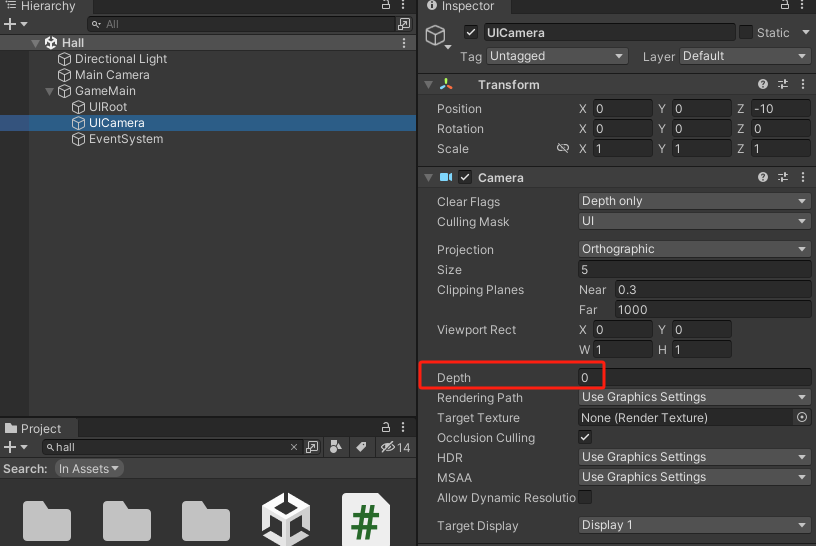 Hierarchy
All
Hall
Directional Light
Main Camera
GameMain
UIRoot
UICamera
EventSystem
Project
hall
14
Search: In Assets
#
Inspector
UICamera Static
Tag Untagged Layer Default
Transform
Position X 0 Y 0 Z -10
Rotation X 0 Y 0 Z 0
Scale X 1 Y 1 Z 1
Camera
Clear Flags Depth only
Culling Mask UI
Projection Orthographic
Size 5
Clipping Planes Near 0.3
Far 1000
Viewport Rect X 0 Y 0
W 1 H 1
Depth 0
Rendering Path Use Graphics Settings
Target Texture None (Render Texture)
Occlusion Culling
HDR Use Graphics Settings
MSAA Use Graphics Settings
Allow Dynamic Resolutio
Target Display Display 1